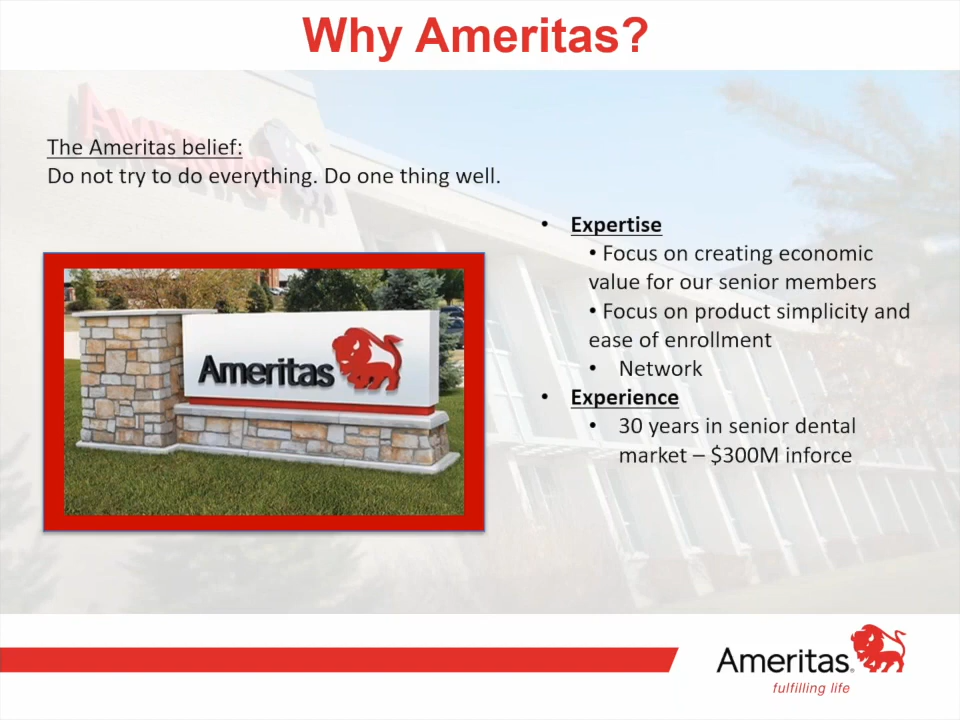 Why Ameritas?
AMERITAS
The Ameritas belief:
Do not try to do everything. Do one thing well.
• Expertise
• Focus on creating economic
value for our senior members
• Focus on product simplicity and
ease of enrollment
• Network
• Experience
• 30 years in senior dental
market – $300M inforce
Ameritas
Ameritas®
fulfilling life